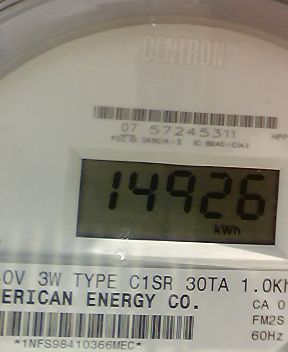 CENTRON®
07 57245311
14926
kWh
0V 3W TYPE C1SR 30TA 1.0Kh
ERICAN ENERGY CO.
CA 0
FM2S
60Hz
*1NFS98410366MEC*